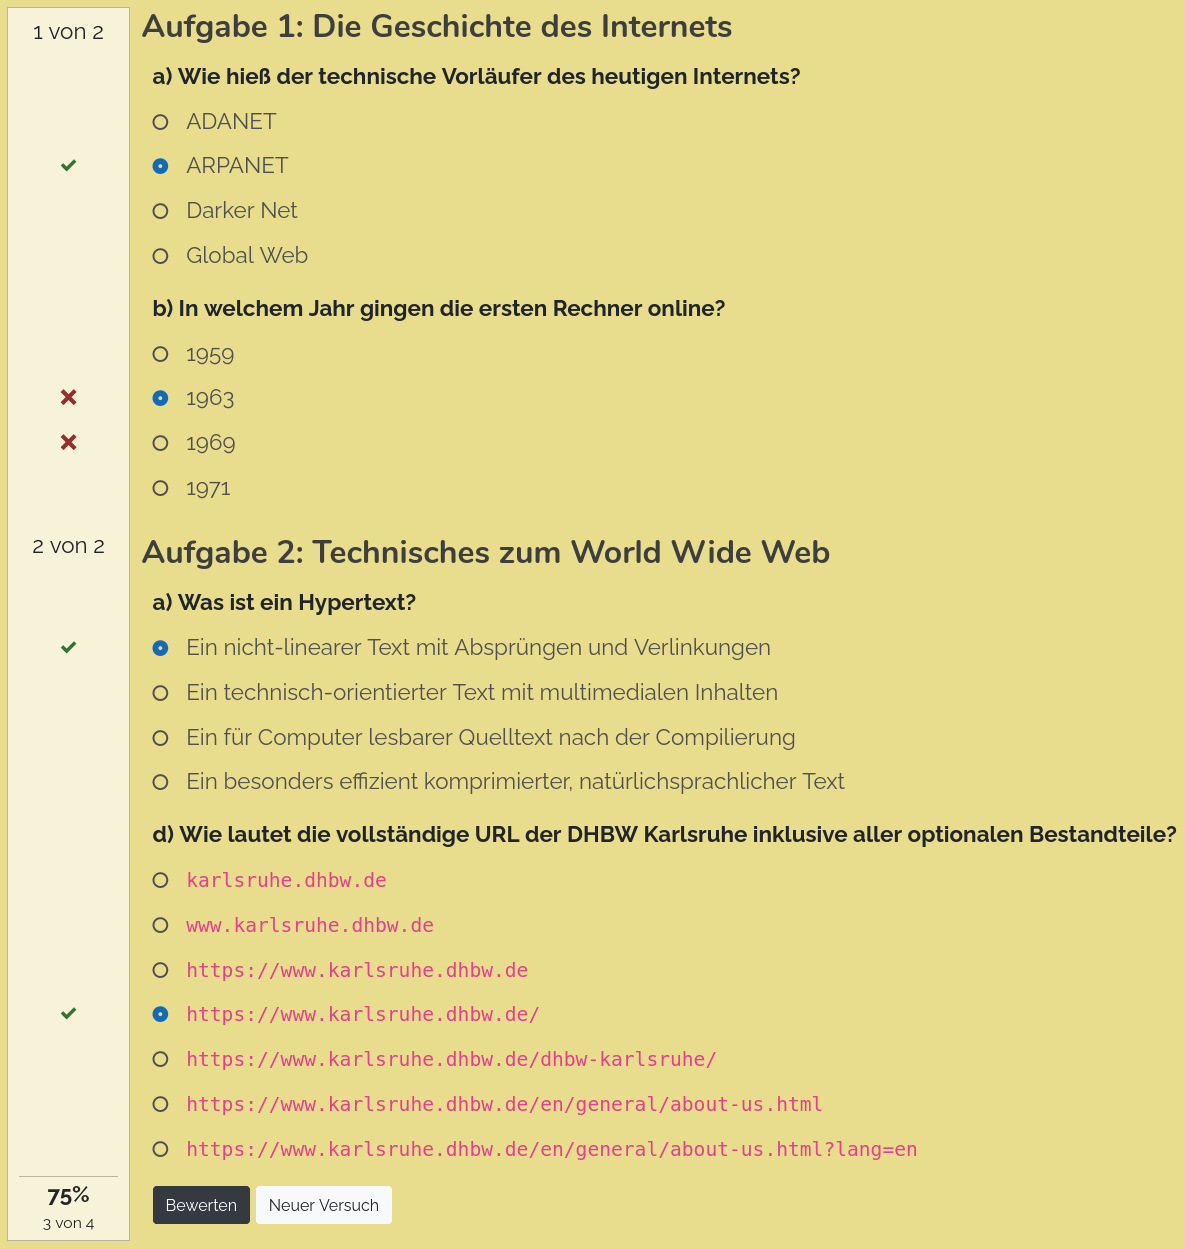 1 von 2
Aufgabe 1: Die Geschichte des Internets
a) Wie hieß der technische Vorläufer des heutigen Internets?
ADANET
ARPANET
Darker Net
Global Web
b) In welchem Jahr gingen die ersten Rechner online?
1959
1963
1969
1971
2 von 2
Aufgabe 2: Technisches zum World Wide Web
a) Was ist ein Hypertext?
Ein nicht-linearer Text mit Absprüngen und Verlinkungen
Ein technisch-orientierter Text mit multimedialen Inhalten
Ein für Computer lesbarer Quelltext nach der Compilierung
Ein besonders effizient komprimierter, natürlichsprachlicher Text
d) Wie lautet die vollständige URL der DHBW Karlsruhe inklusive aller optionalen Bestandteile?
karlsruhe.dhbw.de
www.karlsruhe.dhbw.de
https://www.karlsruhe.dhbw.de
https://www.karlsruhe.dhbw.de/
https://www.karlsruhe.dhbw.de/dhbw-karlsruhe/
https://www.karlsruhe.dhbw.de/en/general/about-us.html
https://www.karlsruhe.dhbw.de/en/general/about-us.html?lang=en
75%
3 von 4
Bewerten
Neuer Versuch